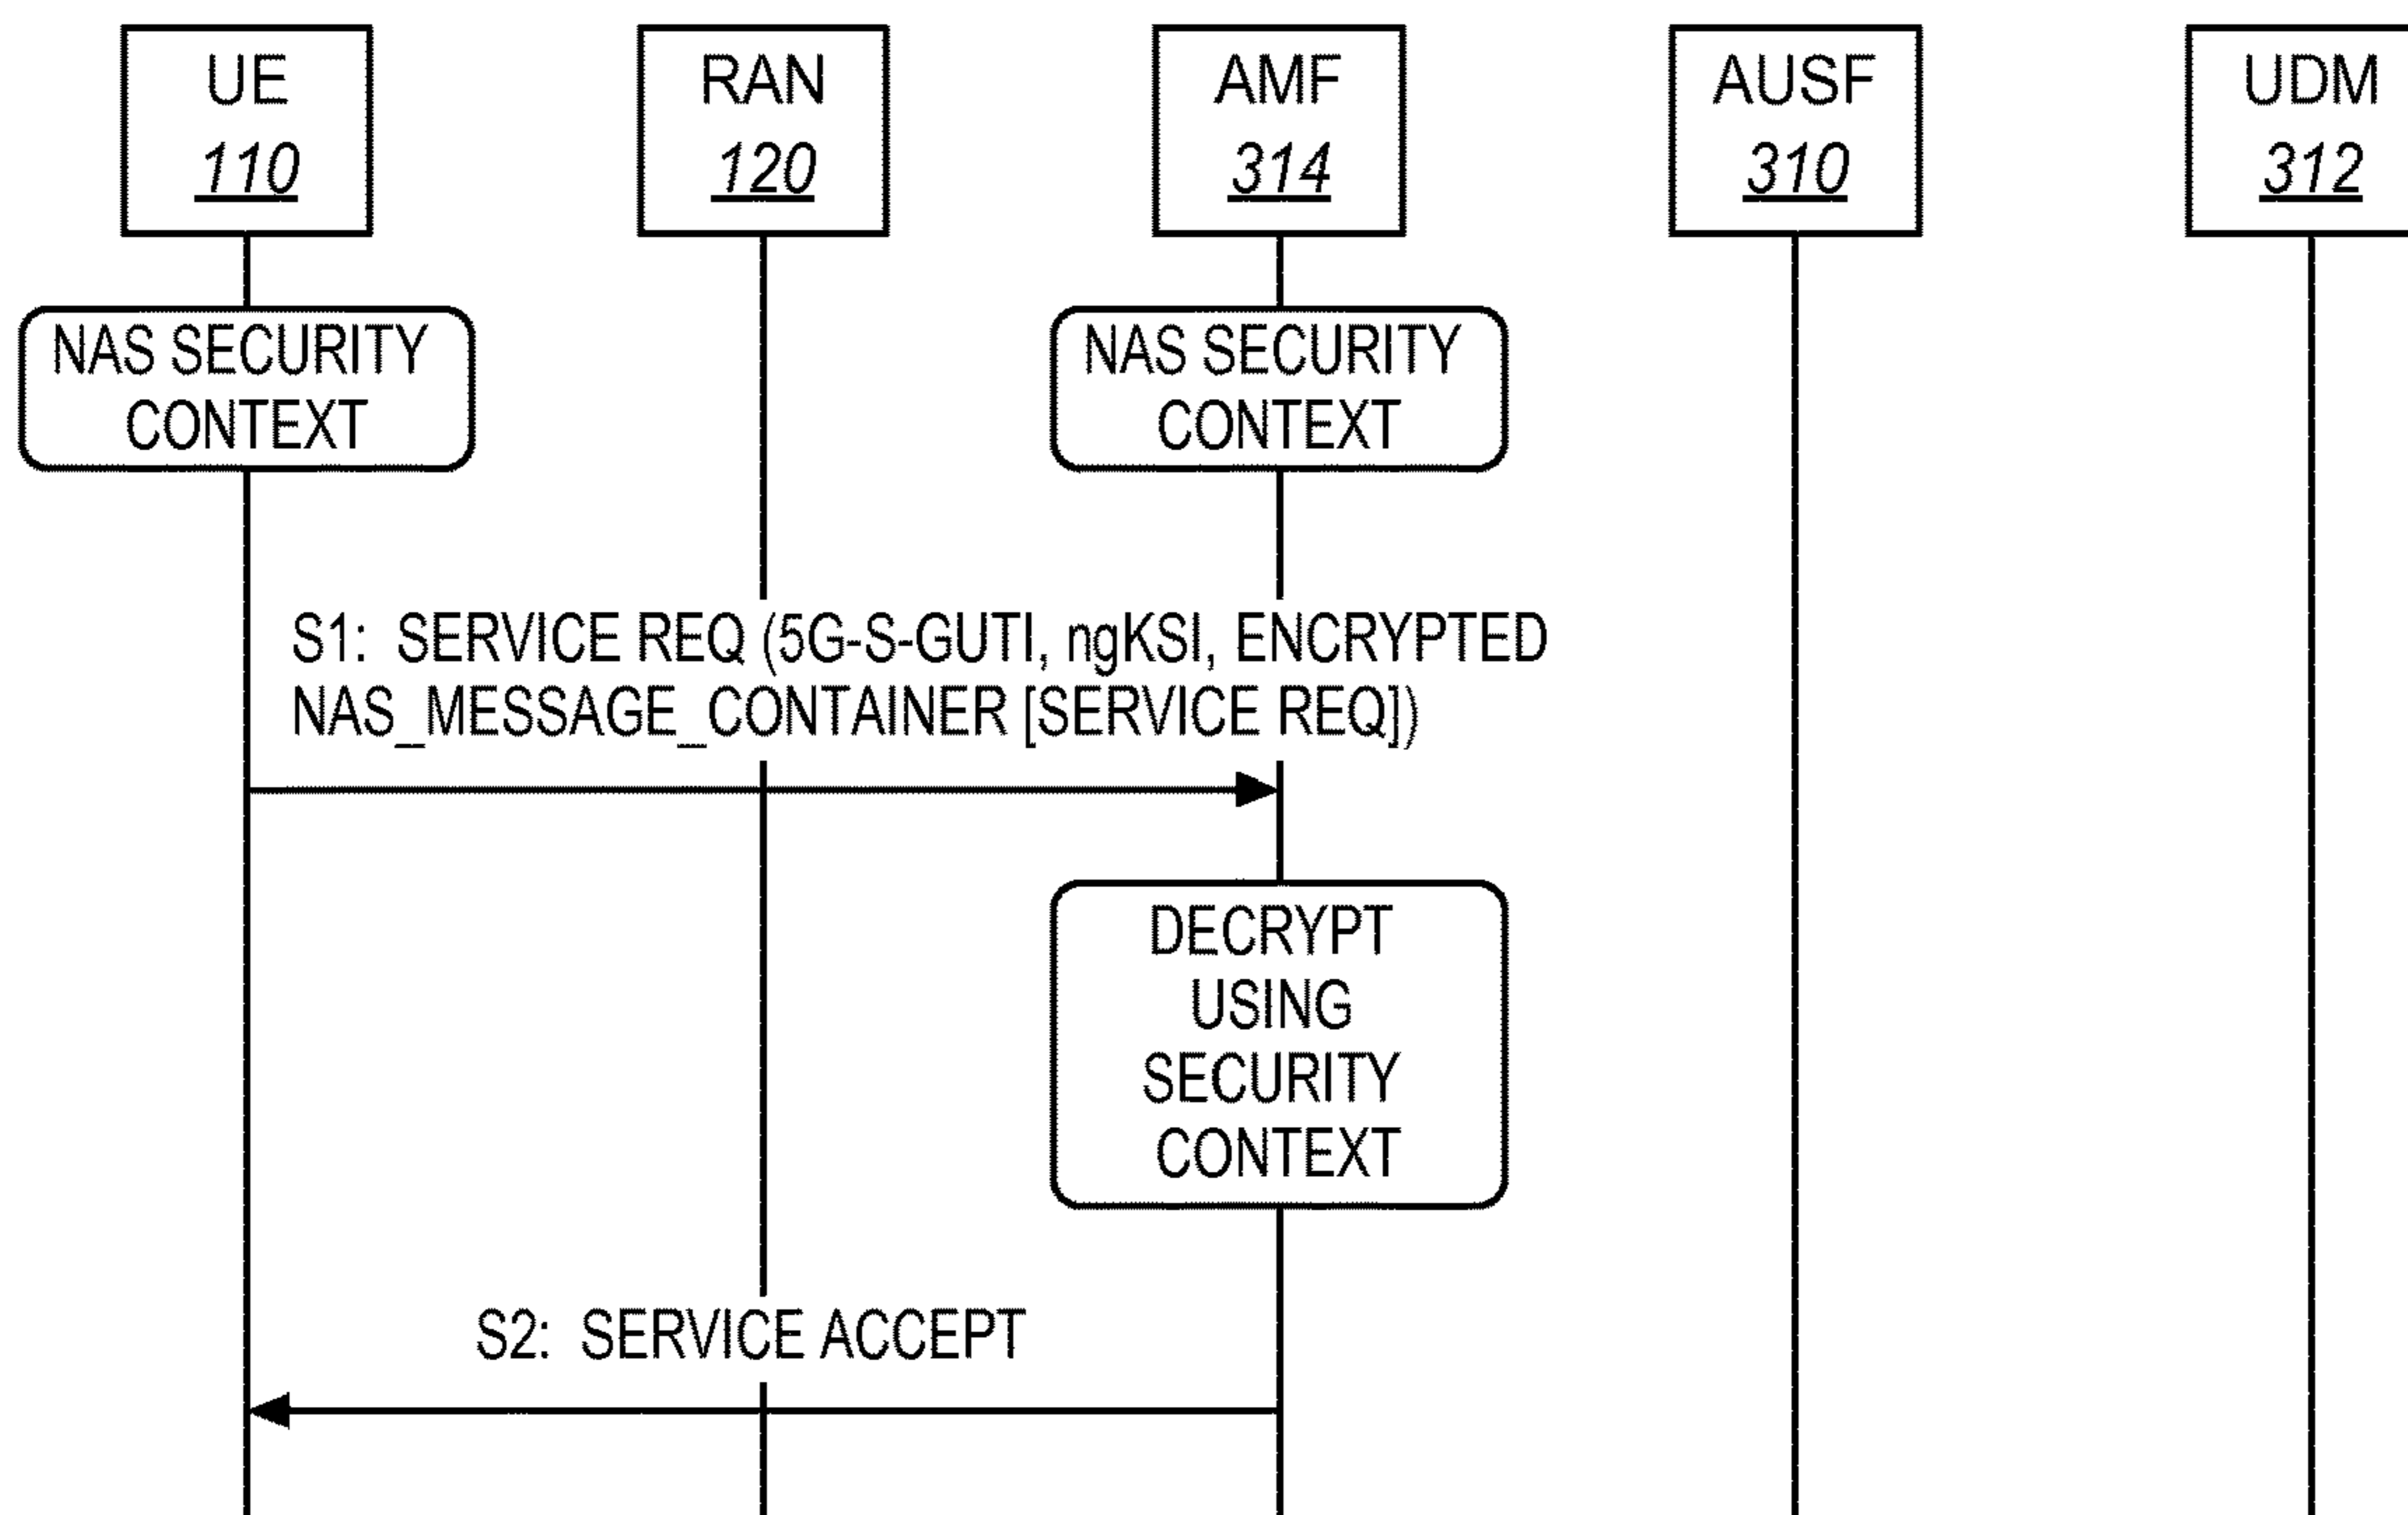 UE
110
RAN
120
AMF
314
AUSF
310
UDM
312
NAS SECURITY
CONTEXT
NAS SECURITY
CONTEXT
S1: SERVICE REQ (5G-S-GUTI, ngKSI, ENCRYPTED
NAS_MESSAGE_CONTAINER [SERVICE REQ])
DECRYPT
USING
SECURITY
CONTEXT
S2: SERVICE ACCEPT